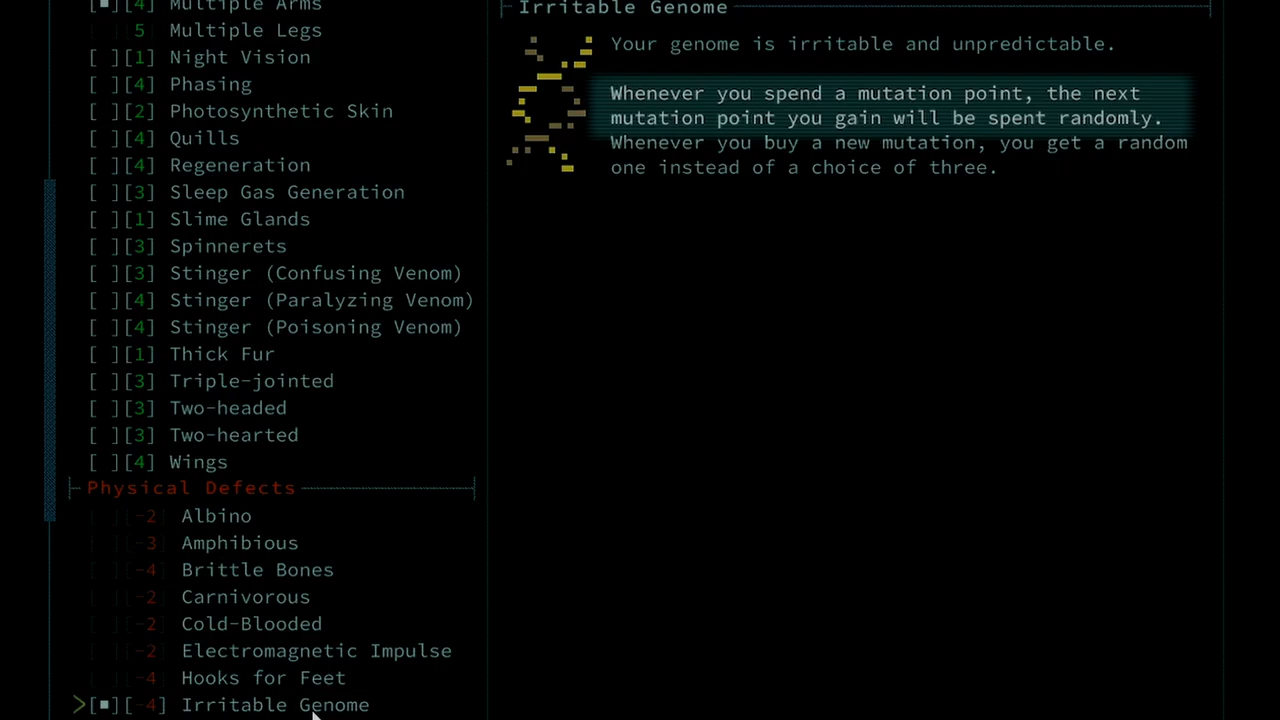 [■][4] Multiple Arms
5 Multiple Legs
[ ][1] Night Vision
[ ][4] Phasing
[ ][2] Photosynthetic Skin
[ ][4] Quills
[ ][4] Regeneration
[ ][3] Sleep Gas Generation
[ ][1] Slime Glands
[ ][3] Spinnerets
[ ][3] Stinger (Confusing Venom)
[ ][4] Stinger (Paralyzing Venom)
[ ][4] Stinger (Poisoning Venom)
[ ][1] Thick Fur
[ ][3] Triple-jointed
[ ][3] Two-headed
[ ][3] Two-hearted
[ ][4] Wings
Physical Defects
[ ][-2] Albino
[ ][-3] Amphibious
[ ][-4] Brittle Bones
[ ][-2] Carnivorous
[ ][-2] Cold-Blooded
[ ][-2] Electromagnetic Impulse
[ ][-4] Hooks for Feet
>[■][-4] Irritable Genome
Irritable Genome
Your genome is irritable and unpredictable.
Whenever you spend a mutation point, the next
mutation point you gain will be spent randomly.
Whenever you buy a new mutation, you get a random
one instead of a choice of three.